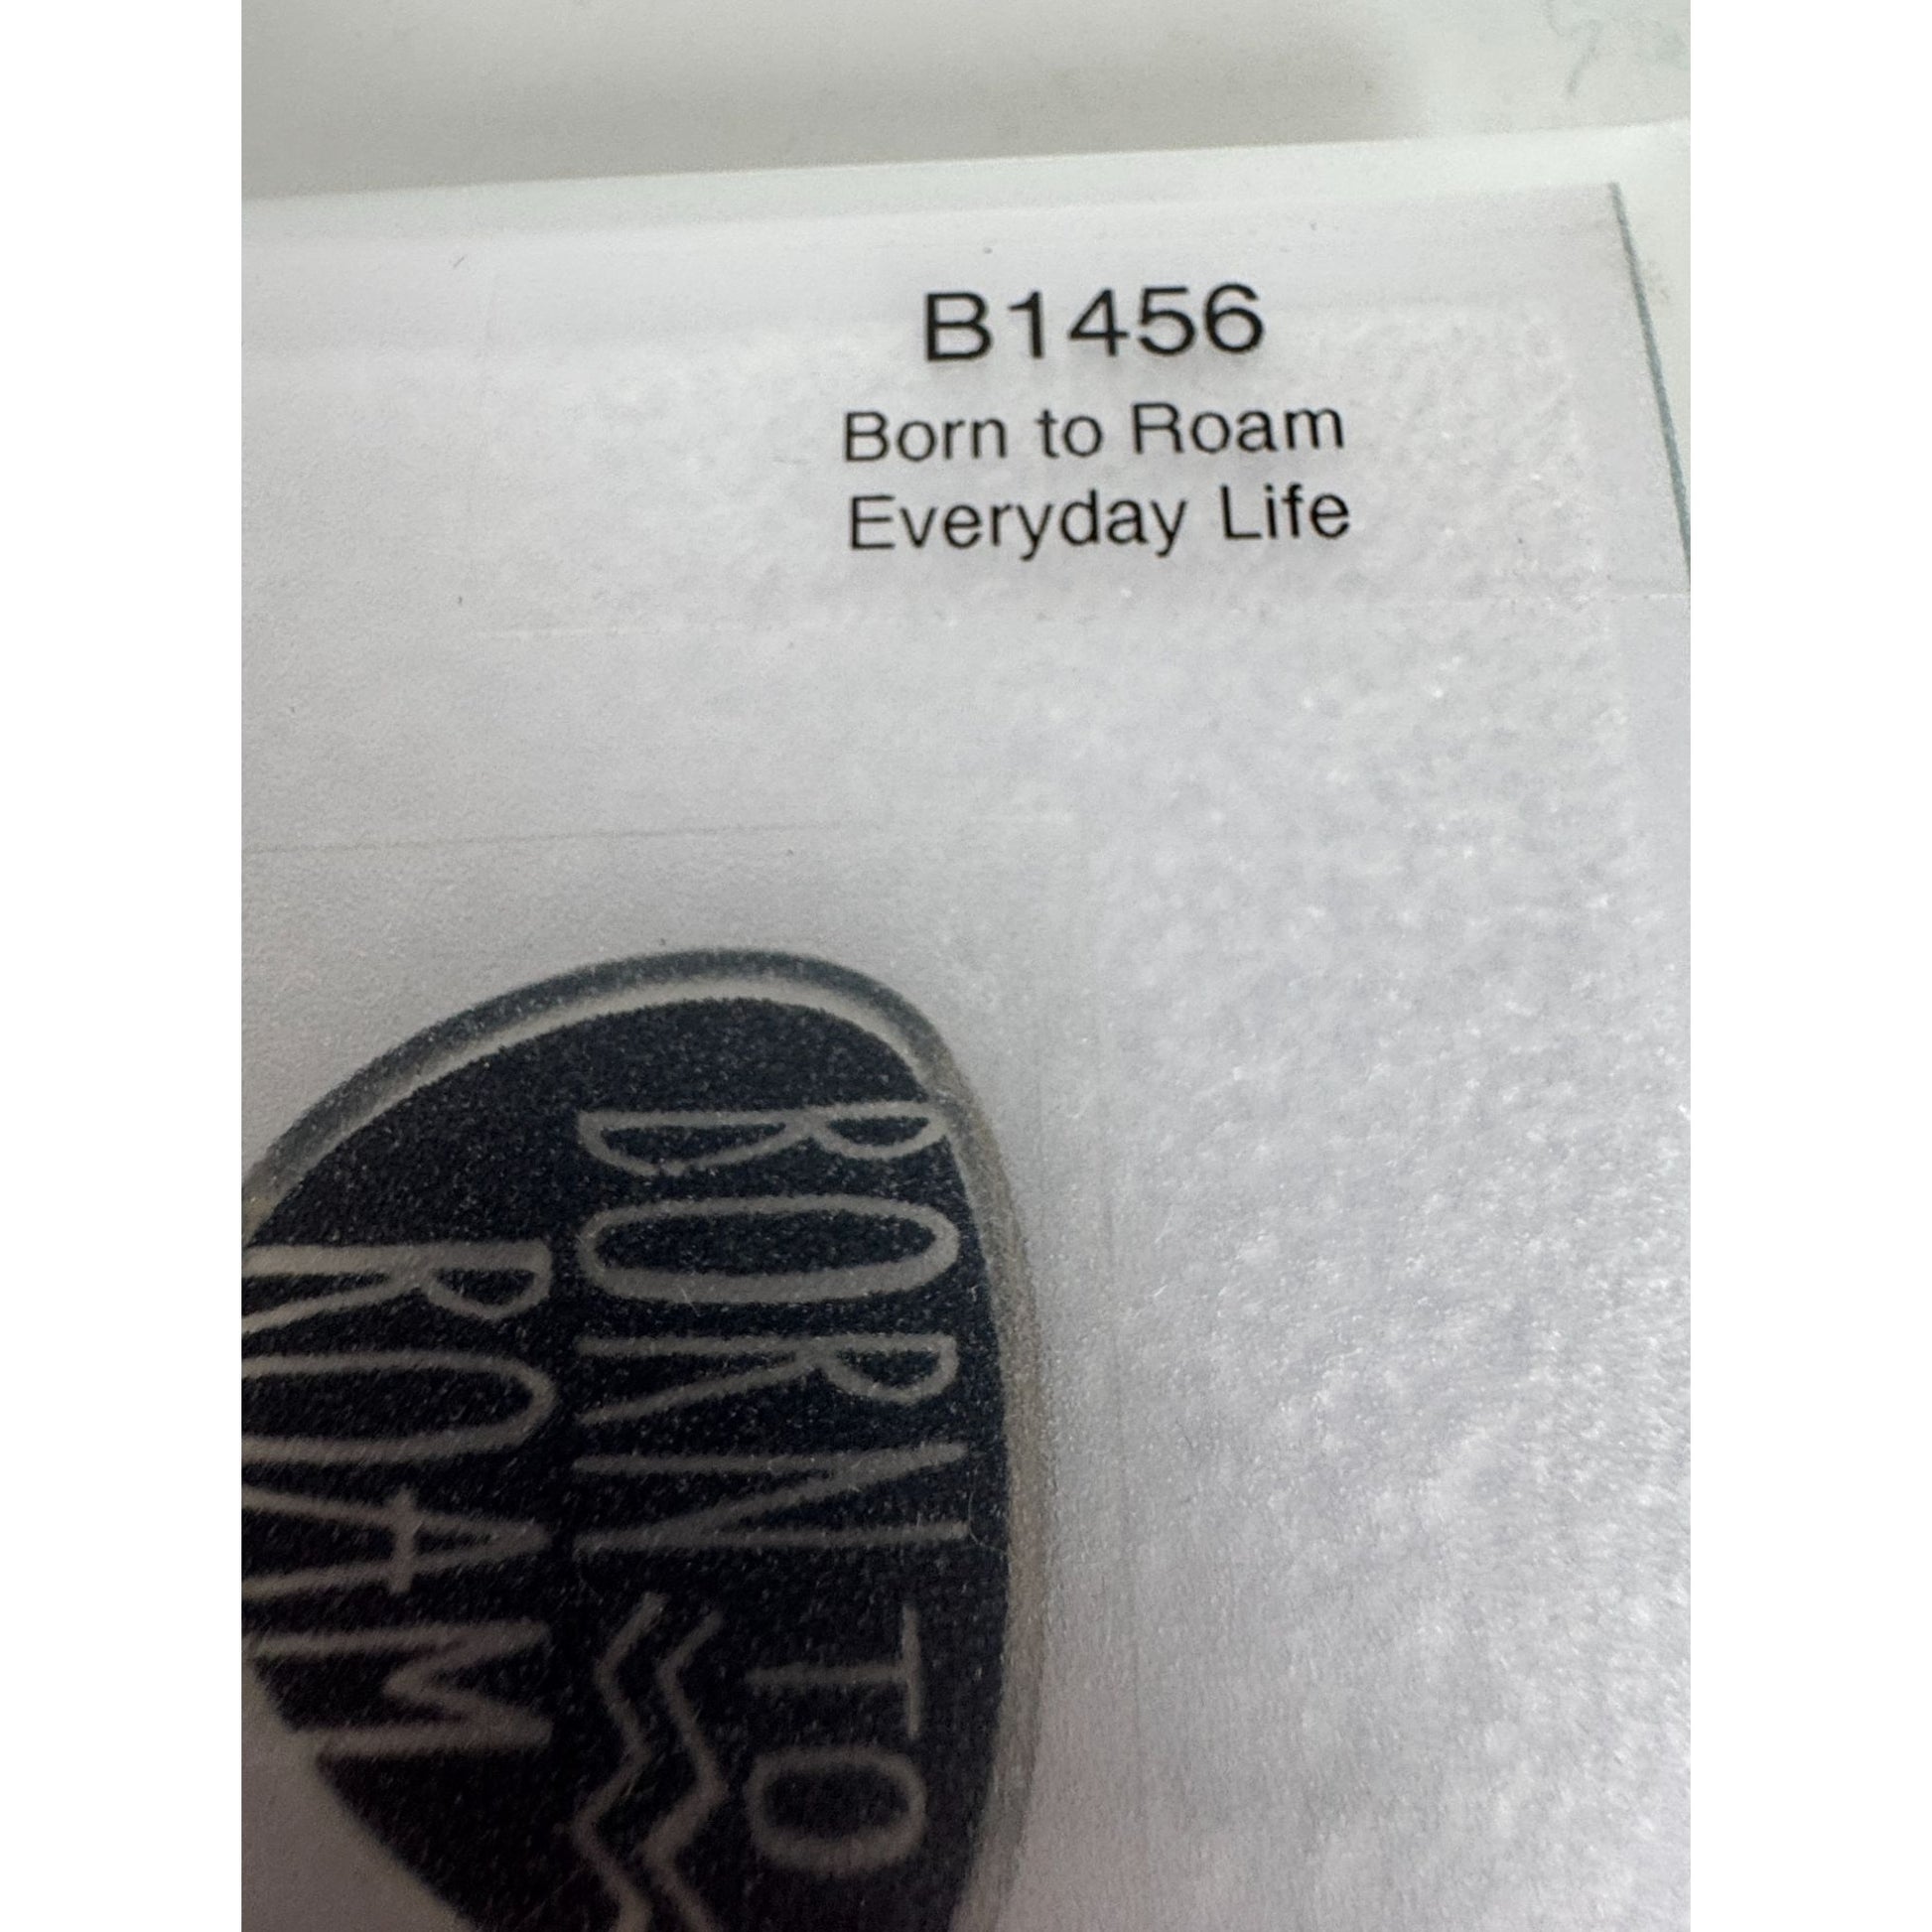 B1456
Born to Roam
Everyday Life
BORN TO
ROAM